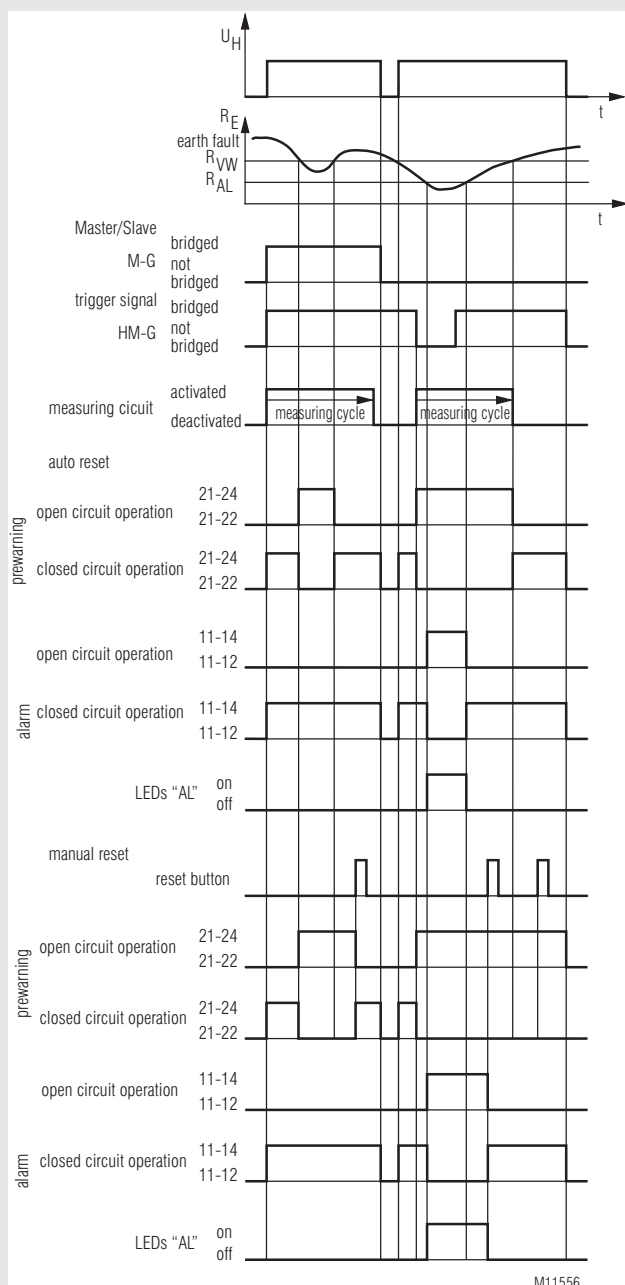 U_H
t
R_E
earth fault
R_VW
R_AL
t
Master/Slave
M-G
bridged
not
bridged
trigger signal
HM-G
bridged
not
bridged
measuring cicuit
activated
deactivated
measuring cycle
measuring cycle
auto reset
prewarning
open circuit operation
21-24
21-22
closed circuit operation
21-24
21-22
alarm
open circuit operation
11-14
11-12
closed circuit operation
11-14
11-12
LEDs “AL”
on
off
manual reset
reset button
prewarning
open circuit operation
21-24
21-22
closed circuit operation
21-24
21-22
alarm
open circuit operation
11-14
11-12
closed circuit operation
11-14
11-12
LEDs “AL”
on
off
M11556